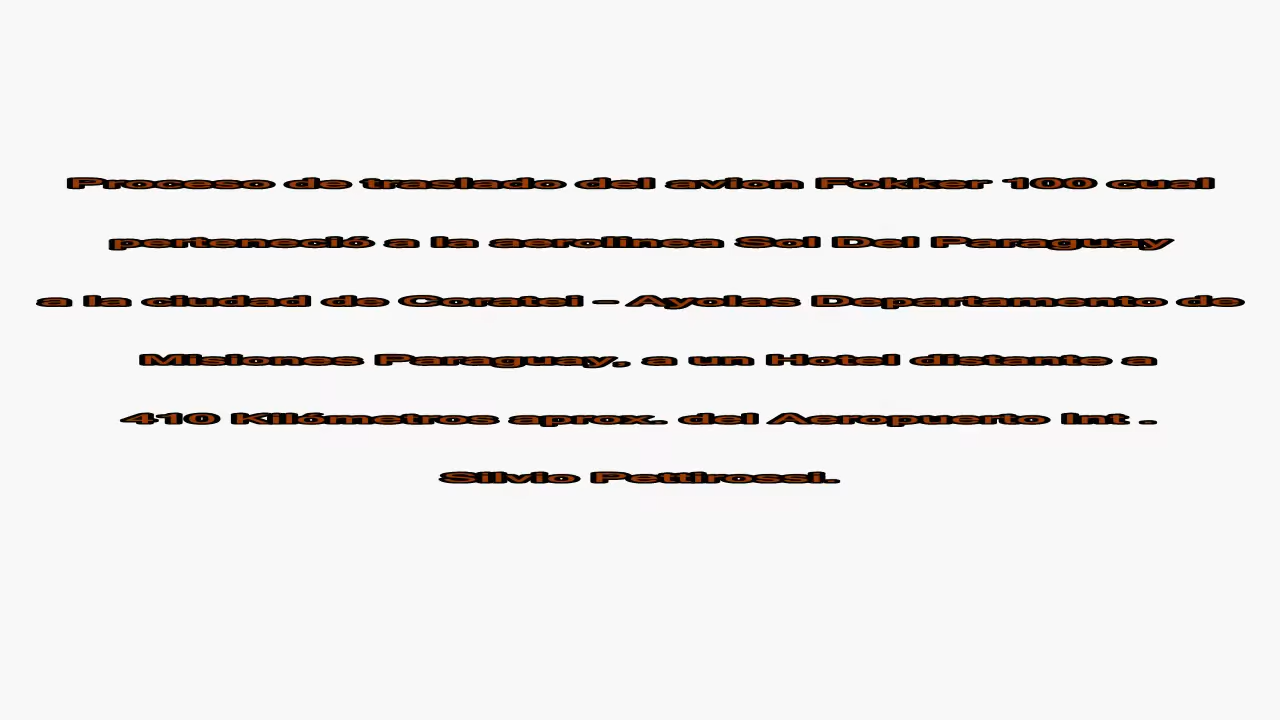 Proceso de traslado del avion Fokker 100 cual
perteneció a la aerolinea Sol Del Paraguay
a la ciudad de Coratei - Ayolas Departamento de
Misiones Paraguay, a un Hotel distante a
410 Kilómetros aprox. del Aeropuerto Int .
Silvio Pettirossi.